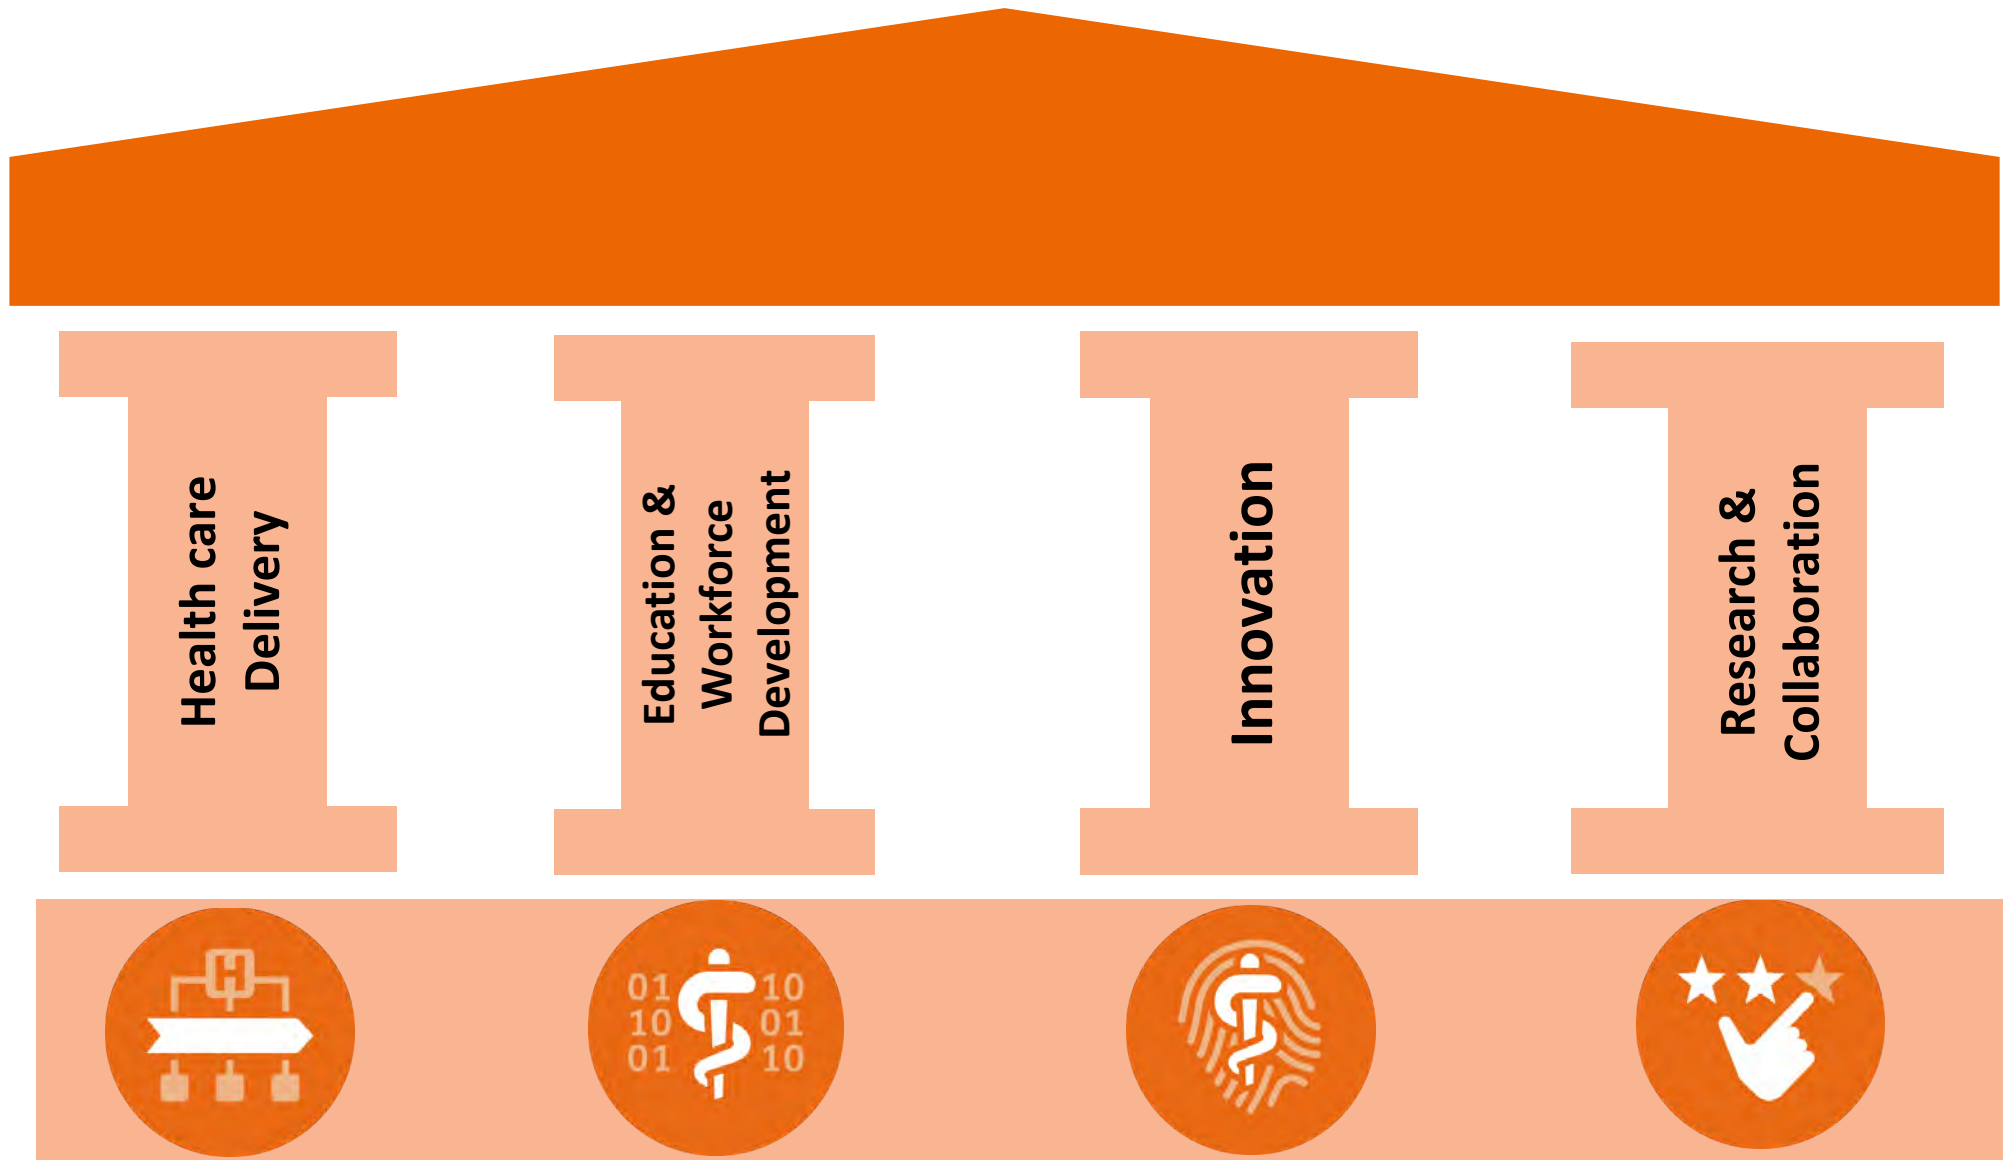 Health care
Delivery
Education &
Workforce
Development
Innovation
Research &
Collaboration
H
01 10
10 01
01 10